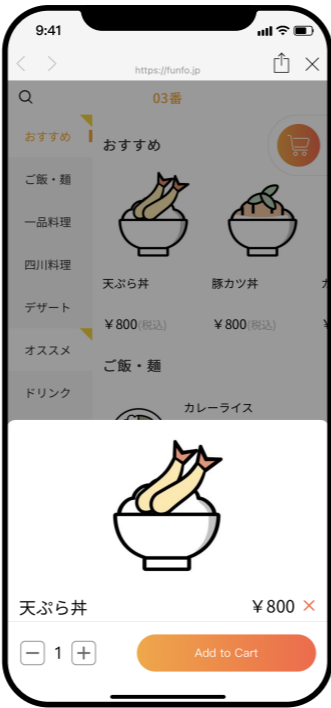 9:41
https://funfo.jp
03番
おすすめ
ご飯・麺
一品料理
四川料理
デザート
オススメ
ドリンク
おすすめ
天ぷら丼
豚カツ丼
￥800(税込)
￥800(税込)
ご飯・麺
カレーライス
天ぷら丼
￥800 ×
1
Add to Cart